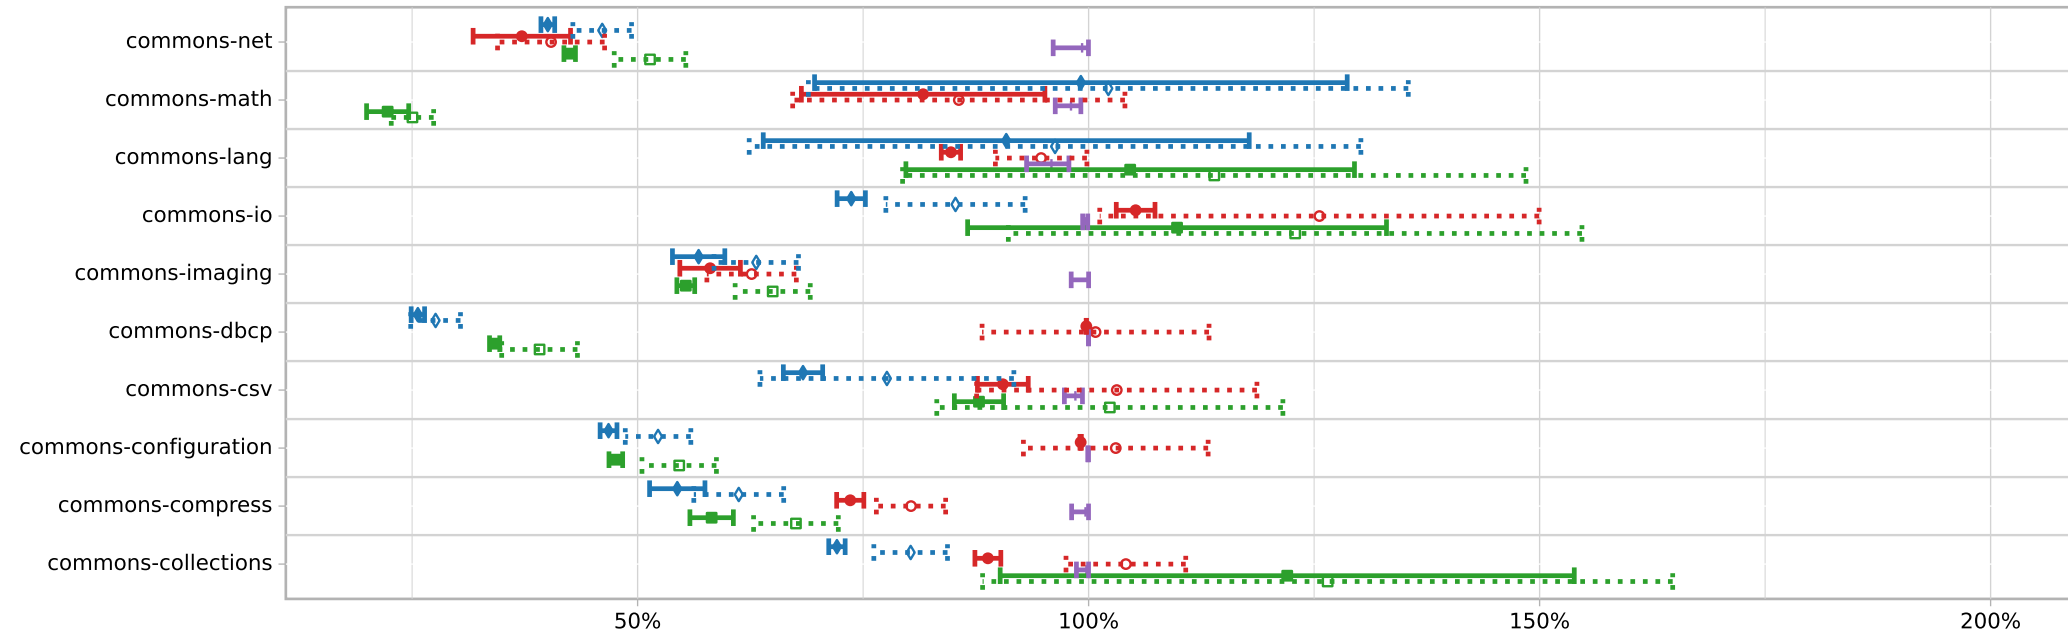 commons-net
commons-math
commons-lang
commons-io
commons-imaging
commons-dbcp
commons-csv
commons-configuration
commons-compress
commons-collections
50% 100% 150% 200%